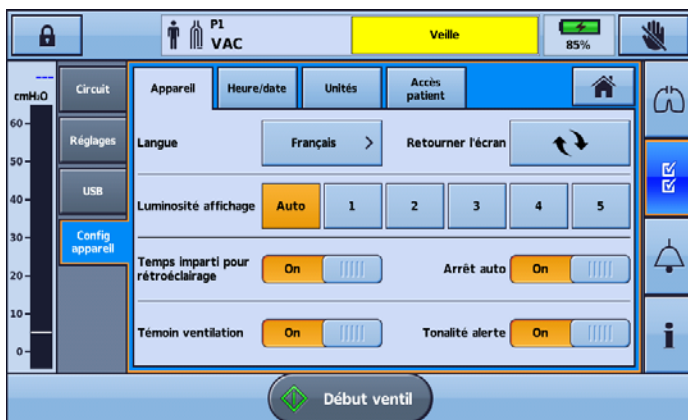 P1
VAC
Veille
85%
---
cmH2O
60
50
40
30
20
10
0
Circuit
Réglages
USB
Config
appareil
Appareil
Heure/date
Unités
Accès
patient
Langue
Français >
Retourner l'écran
Luminosité affichage
Auto
1
2
3
4
5
Temps imparti pour
rétroéclairage
On
Arrêt auto
On
Témoin ventilation
On
Tonalité alerte
On
i
Début ventil